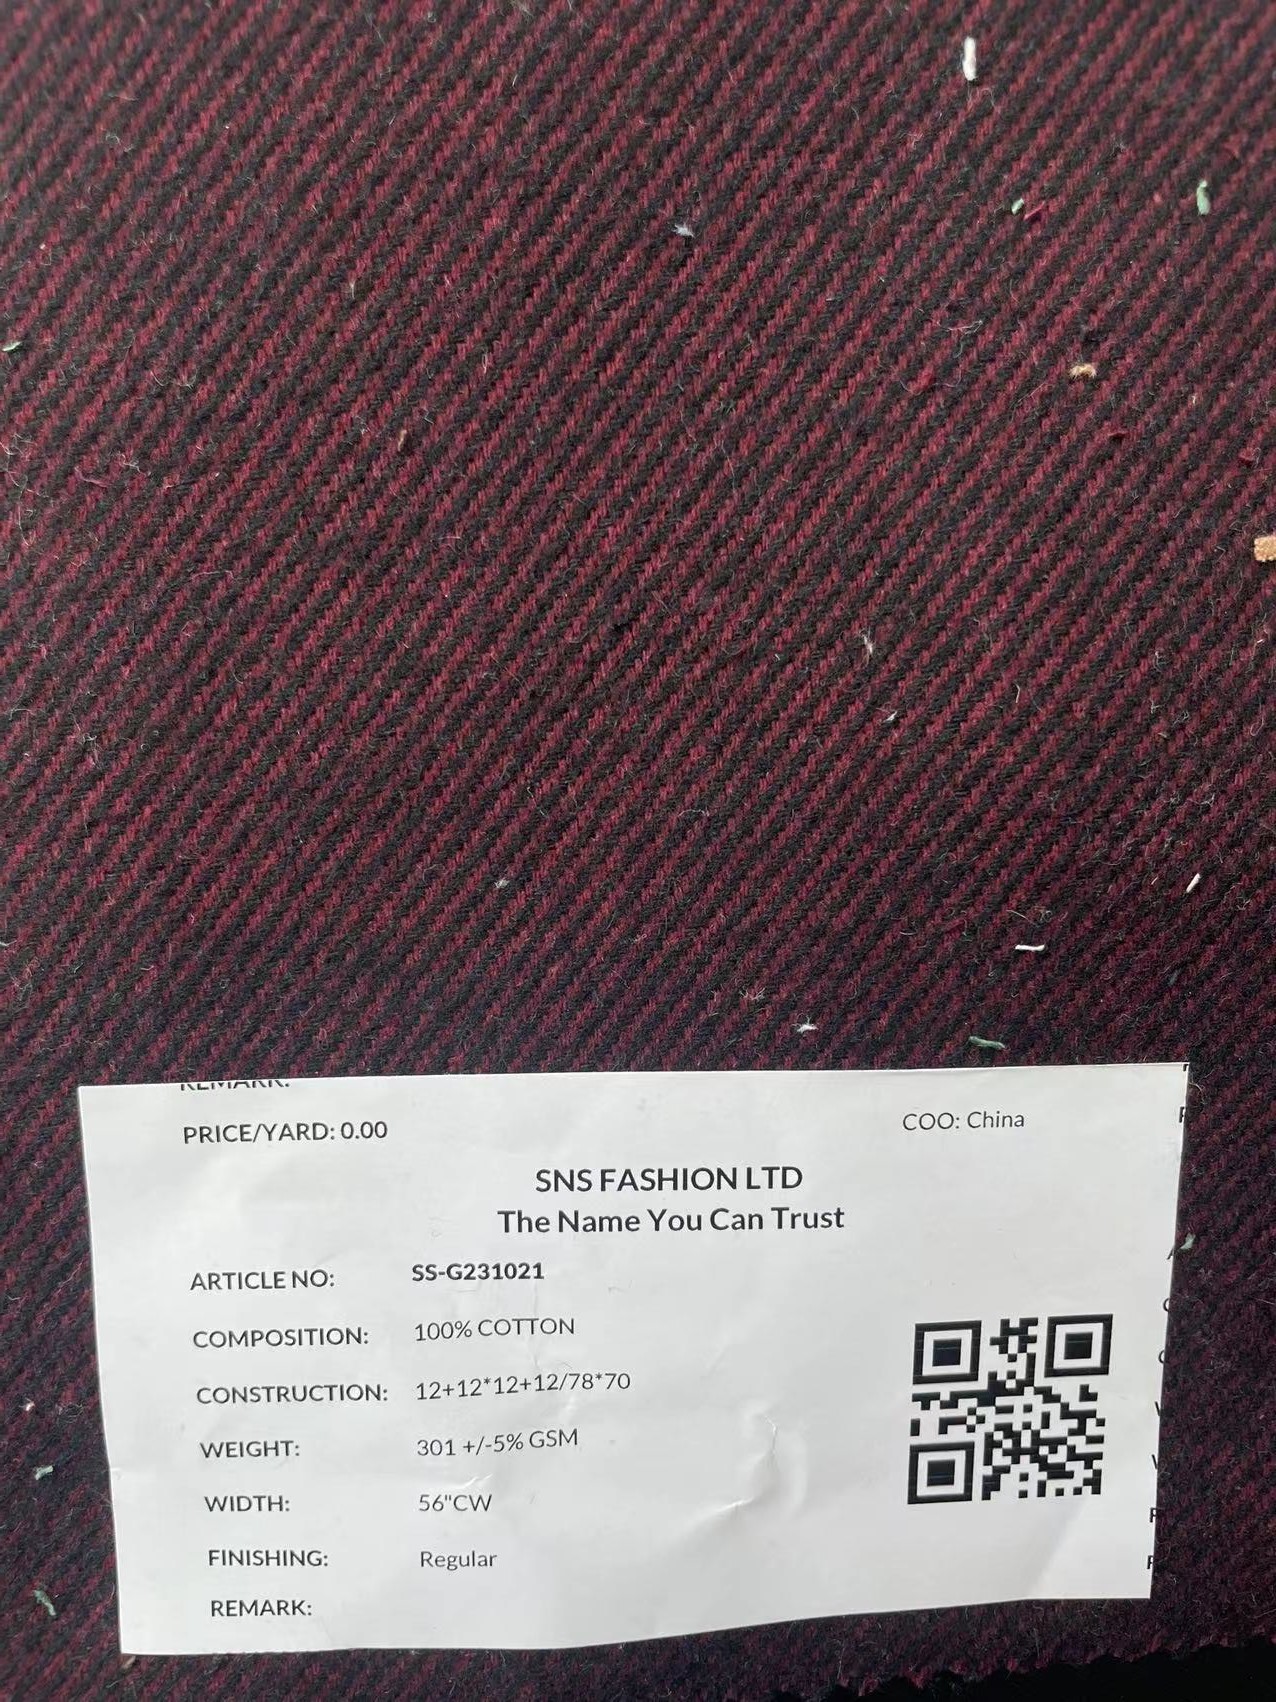 REMARK:
PRICE/YARD: 0.00
COO: China
SNS FASHION LTD
The Name You Can Trust
ARTICLE NO: SS-G231021
COMPOSITION: 100% COTTON
CONSTRUCTION: 12+12*12+12/78*70
WEIGHT: 301 +/-5% GSM
WIDTH: 56"CW
FINISHING: Regular
REMARK: